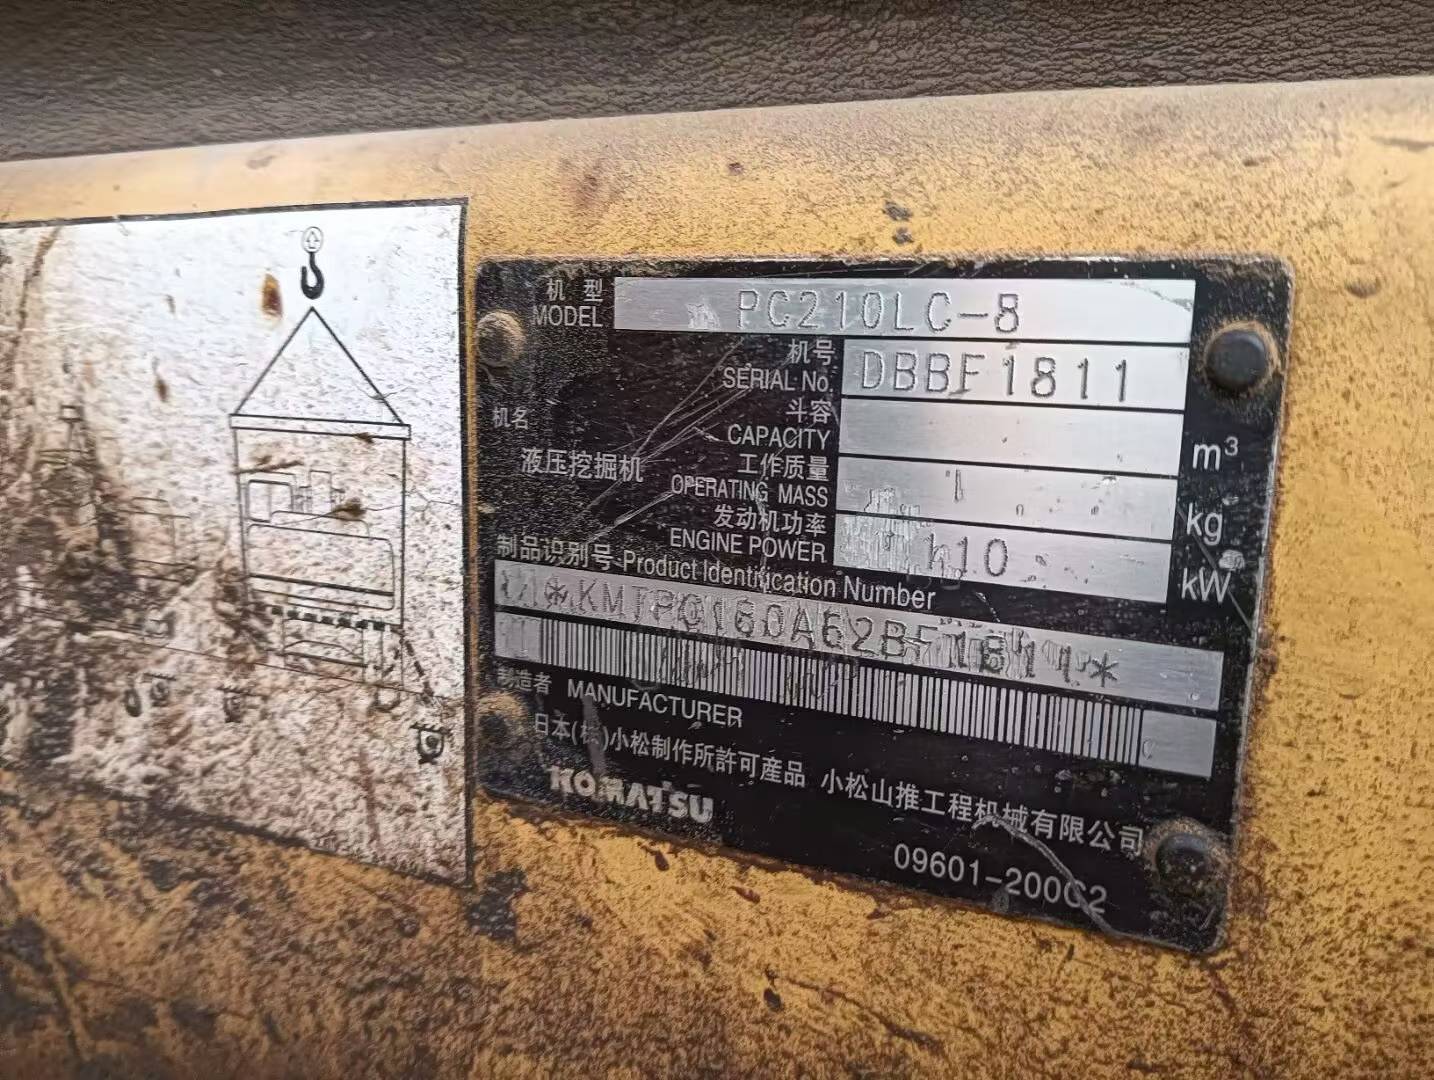 机 型
MODEL PC210LC-8
机号
SERIAL No. DBBF1811
机名
斗容
CAPACITY m³
液压挖掘机
工作质量
OPERATING MASS kg
发动机功率
ENGINE POWER 110 kW
制品识别号 Product Identification Number
制造者 MANUFACTURER
日本(株)小松制作所許可産品 小松山推工程机械有限公司
KOMATSU